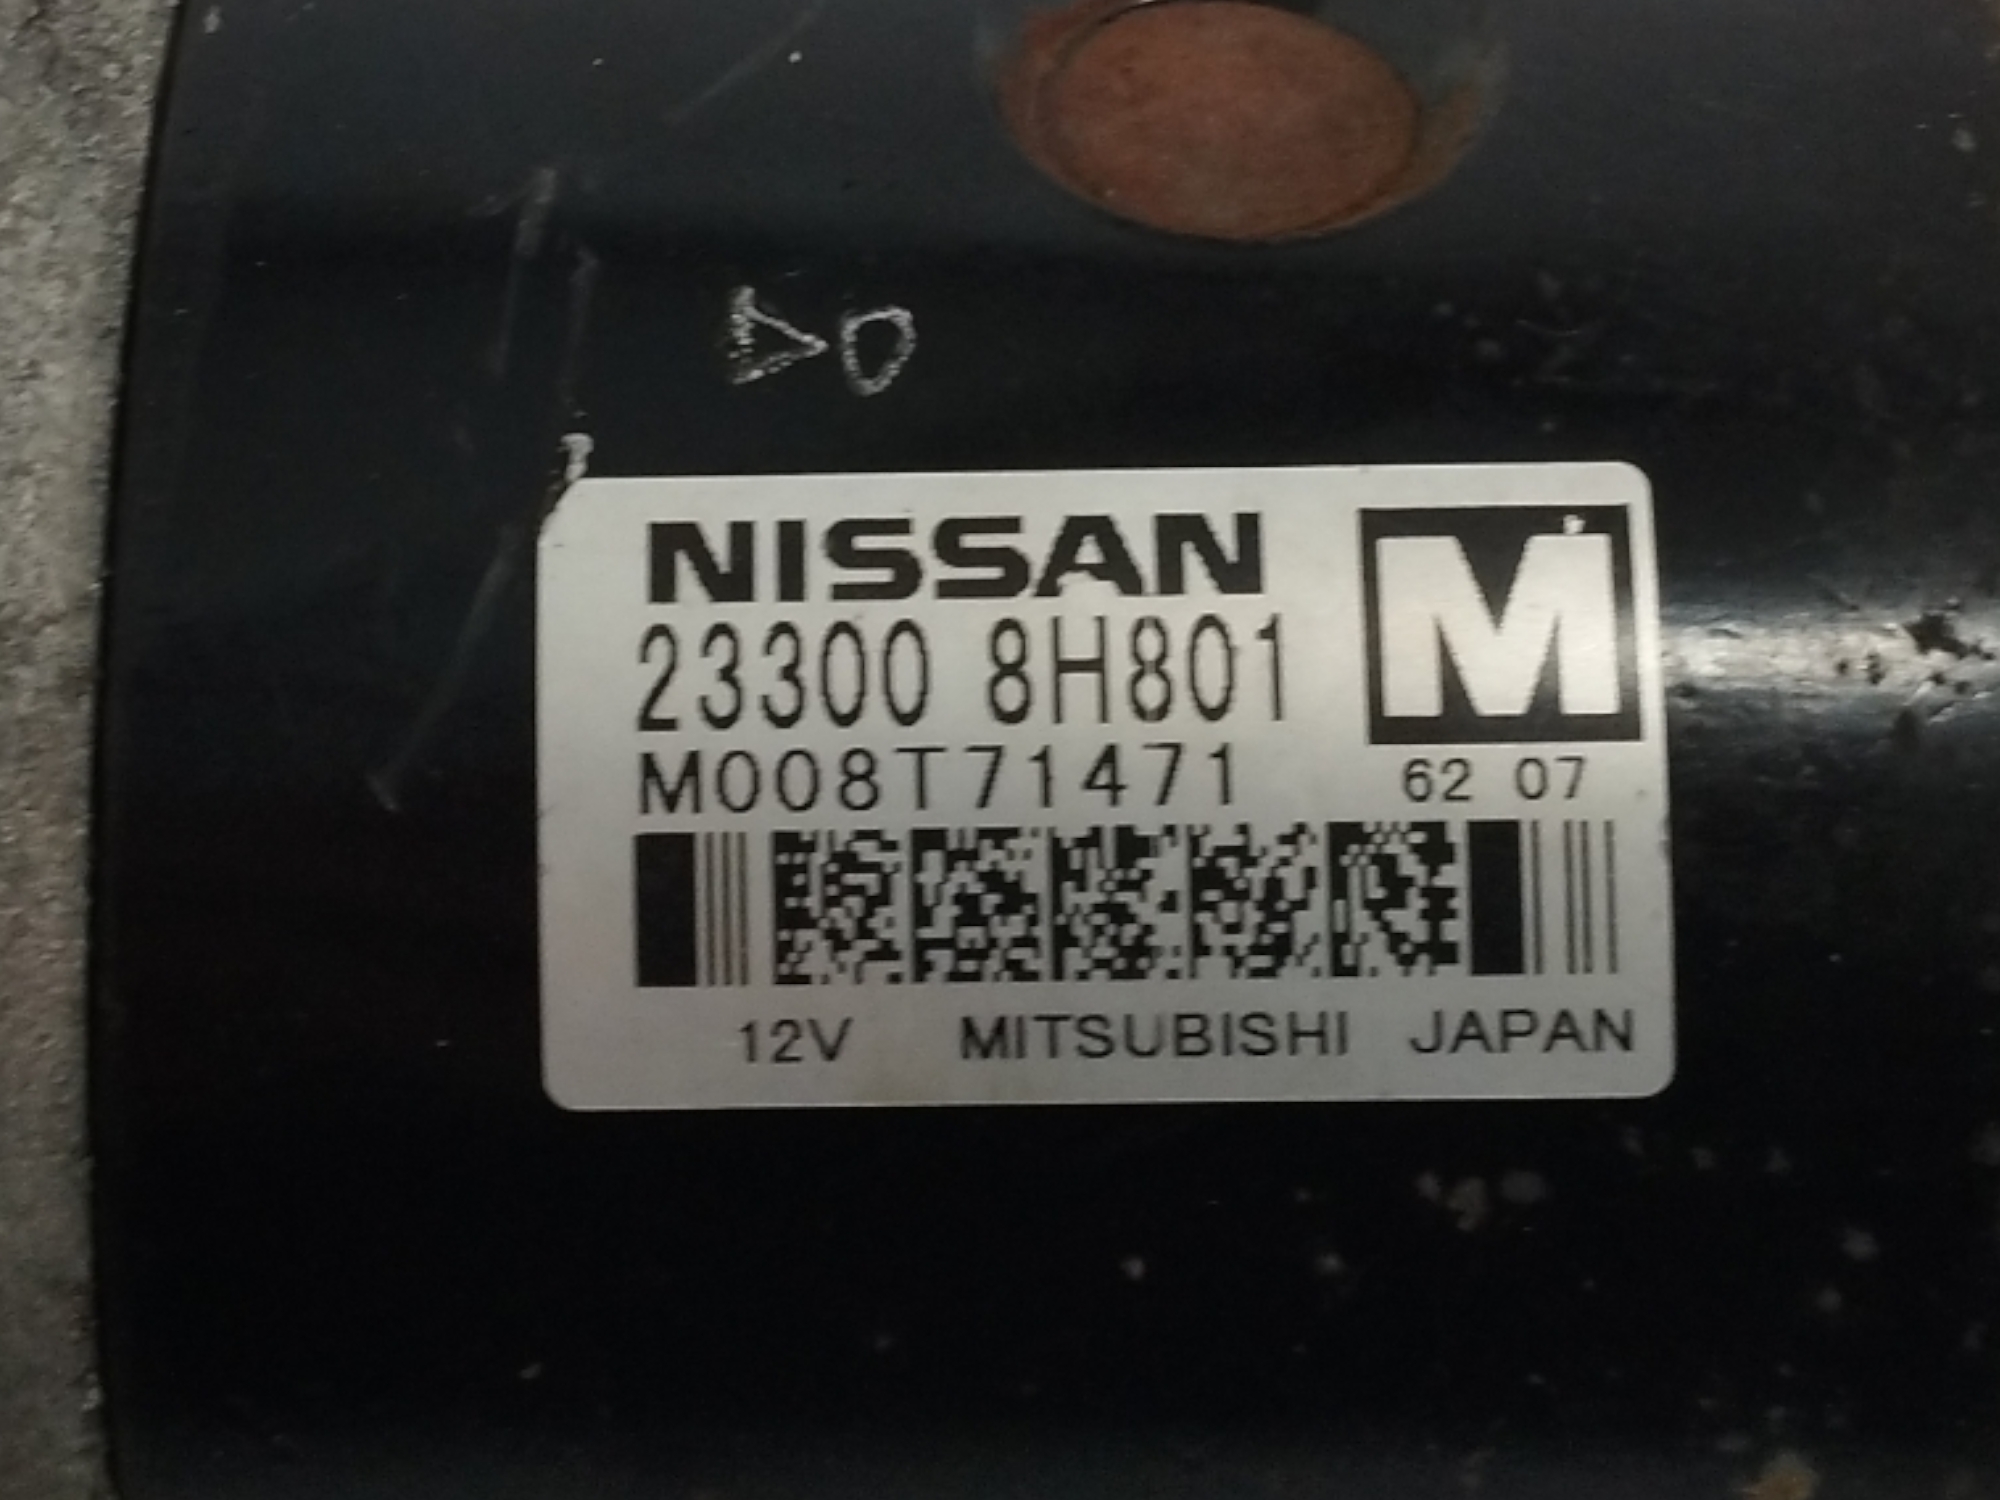 NISSAN
M
23300 8H801
M008T71471
62 07
12V MITSUBISHI JAPAN